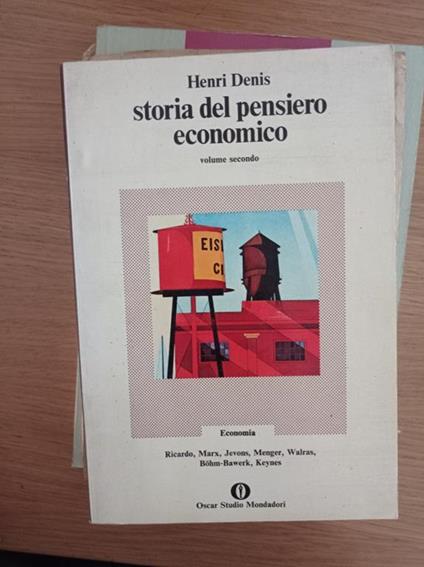 Henri Denis
storia del pensiero
economico
volume secondo
EIS
C
Economia
Ricardo, Marx, Jevons, Menger, Walras,
Böhm-Bawerk, Keynes
Oscar Studio Mondadori